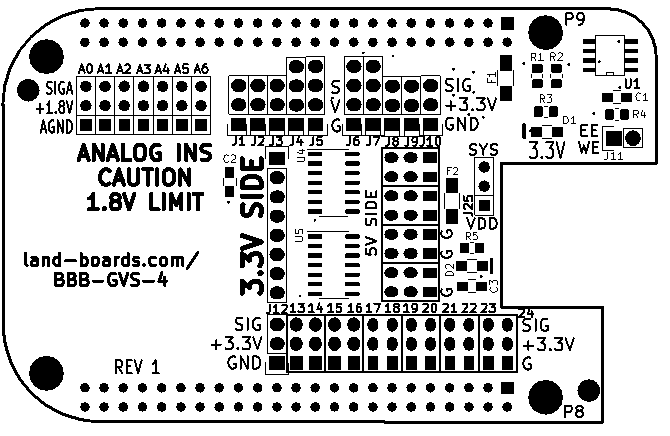 P9
A0 A1 A2 A3 A4 A5 A6
SIGA
+1.8V
AGND
S
V
G
SIG
+3.3V
GND
J1 J2 J3 J4 J5 J6 J7 J8 J9 J10
F1
R1 R2
U1
C1
R3
R4
D1
3.3V
EE
WE
J11
ANALOG INS
CAUTION
1.8V LIMIT
C2
3.3V SIDE
U4
U5
5V SIDE
SYS
F2
J25
VDD
G
G
G
R5
D2
C3
land-boards.com/
BBB-GVS-4
J12 13 14 15 16 17 18 19 20 21 22 23 24
SIG
+3.3V
GND
SIG
+3.3V
G
REV 1
P8